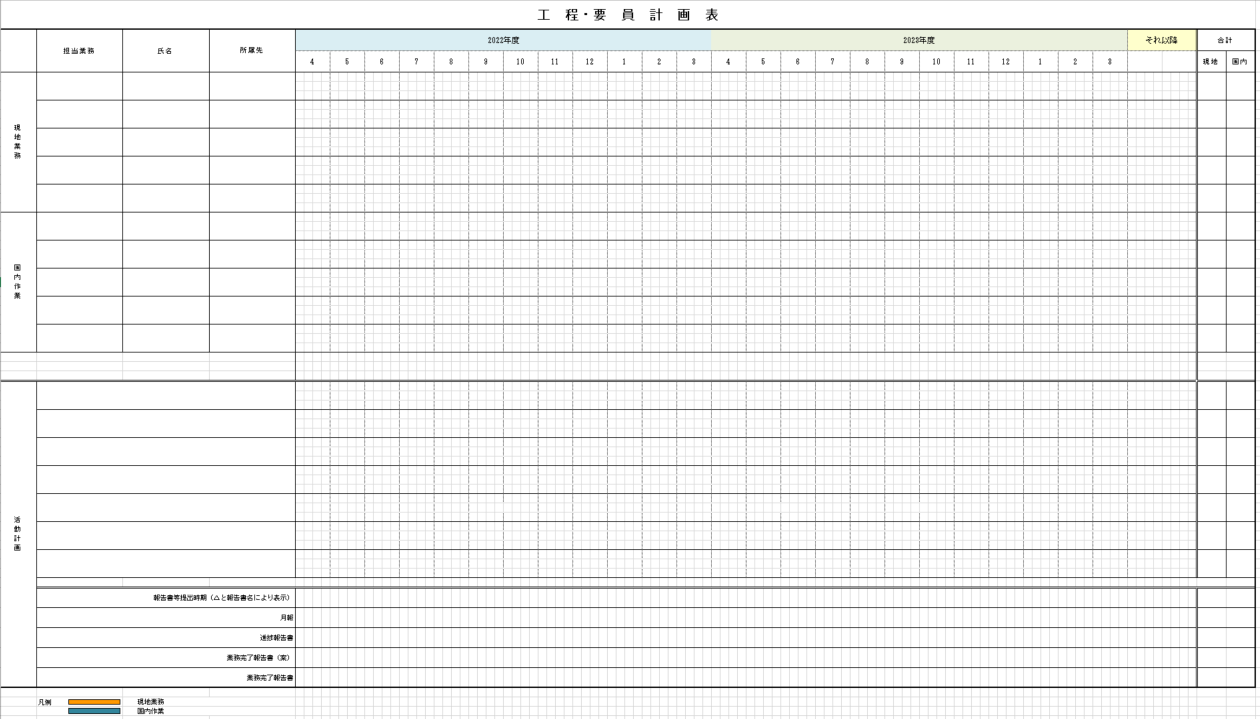 工 程・要 員 計 画 表
担当業務 氏名 所属先 2022年度 2023年度 それ以降 合計
4 5 6 7 8 9 10 11 12 1 2 3 4 5 6 7 8 9 10 11 12 1 2 3 現地 国内
現地業務
国内作業
活動計画
報告書等提出時期（△と報告書名により表示）
月報
進捗報告書
業務完了報告書（案）
業務完了報告書
凡例 現地業務
国内作業